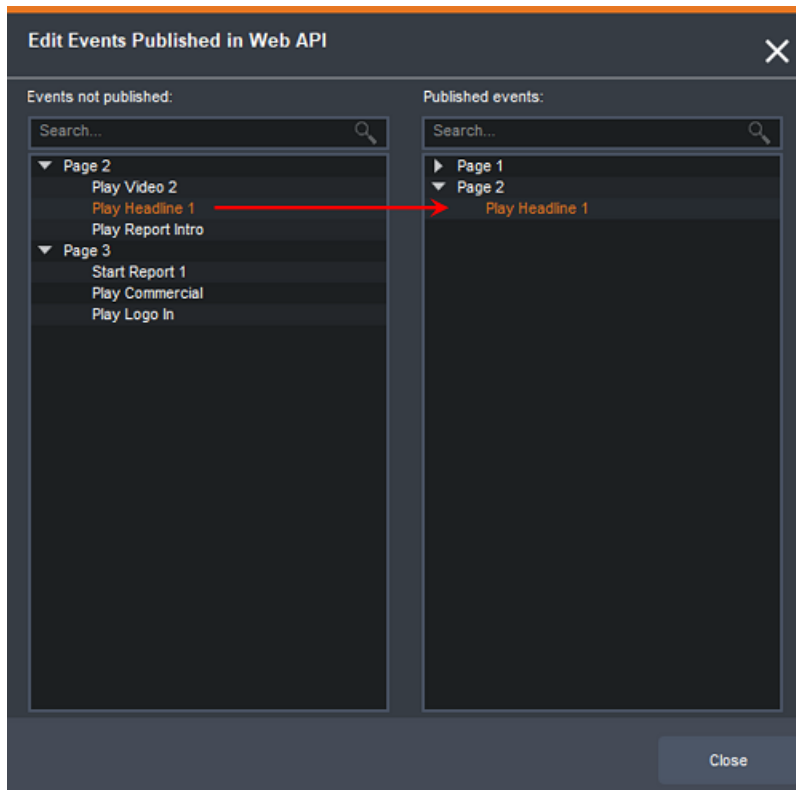 Edit Events Published in Web API
Events not published:
Search...
Page 2
Play Video 2
Play Headline 1
Play Report Intro
Page 3
Start Report 1
Play Commercial
Play Logo In
Published events:
Search...
Page 1
Page 2
Play Headline 1
Close